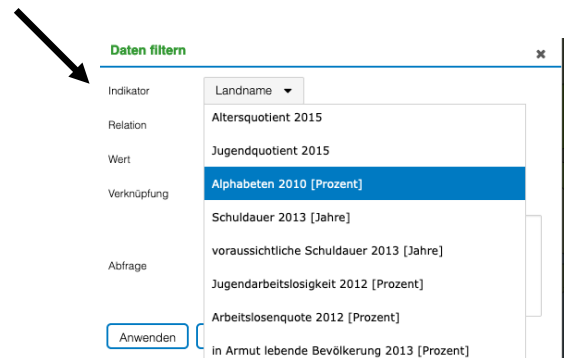 Daten filtern
Indikator
Landname
Relation
Altersquotient 2015
Jugendquotient 2015
Wert
Alphabeten 2010 [Prozent]
Verknüpfung
Schuldauer 2013 [Jahre]
voraussichtliche Schuldauer 2013 [Jahre]
Abfrage
Jugendarbeitslosigkeit 2012 [Prozent]
Arbeitslosenquote 2012 [Prozent]
Anwenden
in Armut lebende Bevölkerung 2013 [Prozent]